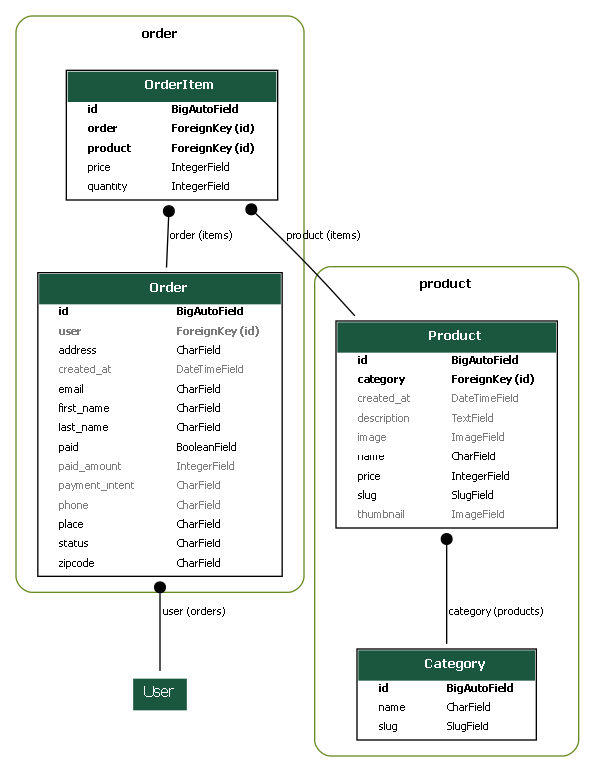 order
OrderItem
id BigAutoField
order ForeignKey (id)
product ForeignKey (id)
price IntegerField
quantity IntegerField
order (items)
product (items)
Order
id BigAutoField
user ForeignKey (id)
address CharField
created_at DateTimeField
email CharField
first_name CharField
last_name CharField
paid BooleanField
paid_amount IntegerField
payment_intent CharField
phone CharField
place CharField
status CharField
zipcode CharField
user (orders)
User
product
Product
id BigAutoField
category ForeignKey (id)
created_at DateTimeField
description TextField
image ImageField
name CharField
price IntegerField
slug SlugField
thumbnail ImageField
category (products)
Category
id BigAutoField
name CharField
slug SlugField